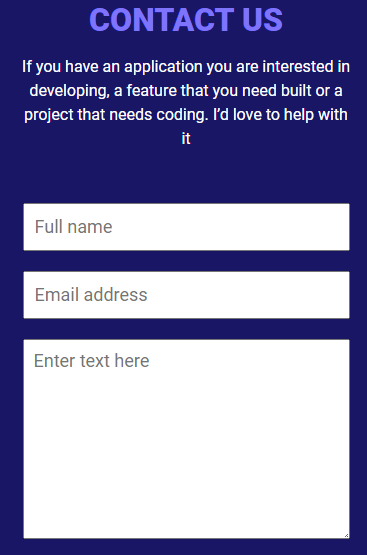 CONTACT US
If you have an application you are interested in
developing, a feature that you need built or a
project that needs coding. I’d love to help with
it
Full name
Email address
Enter text here